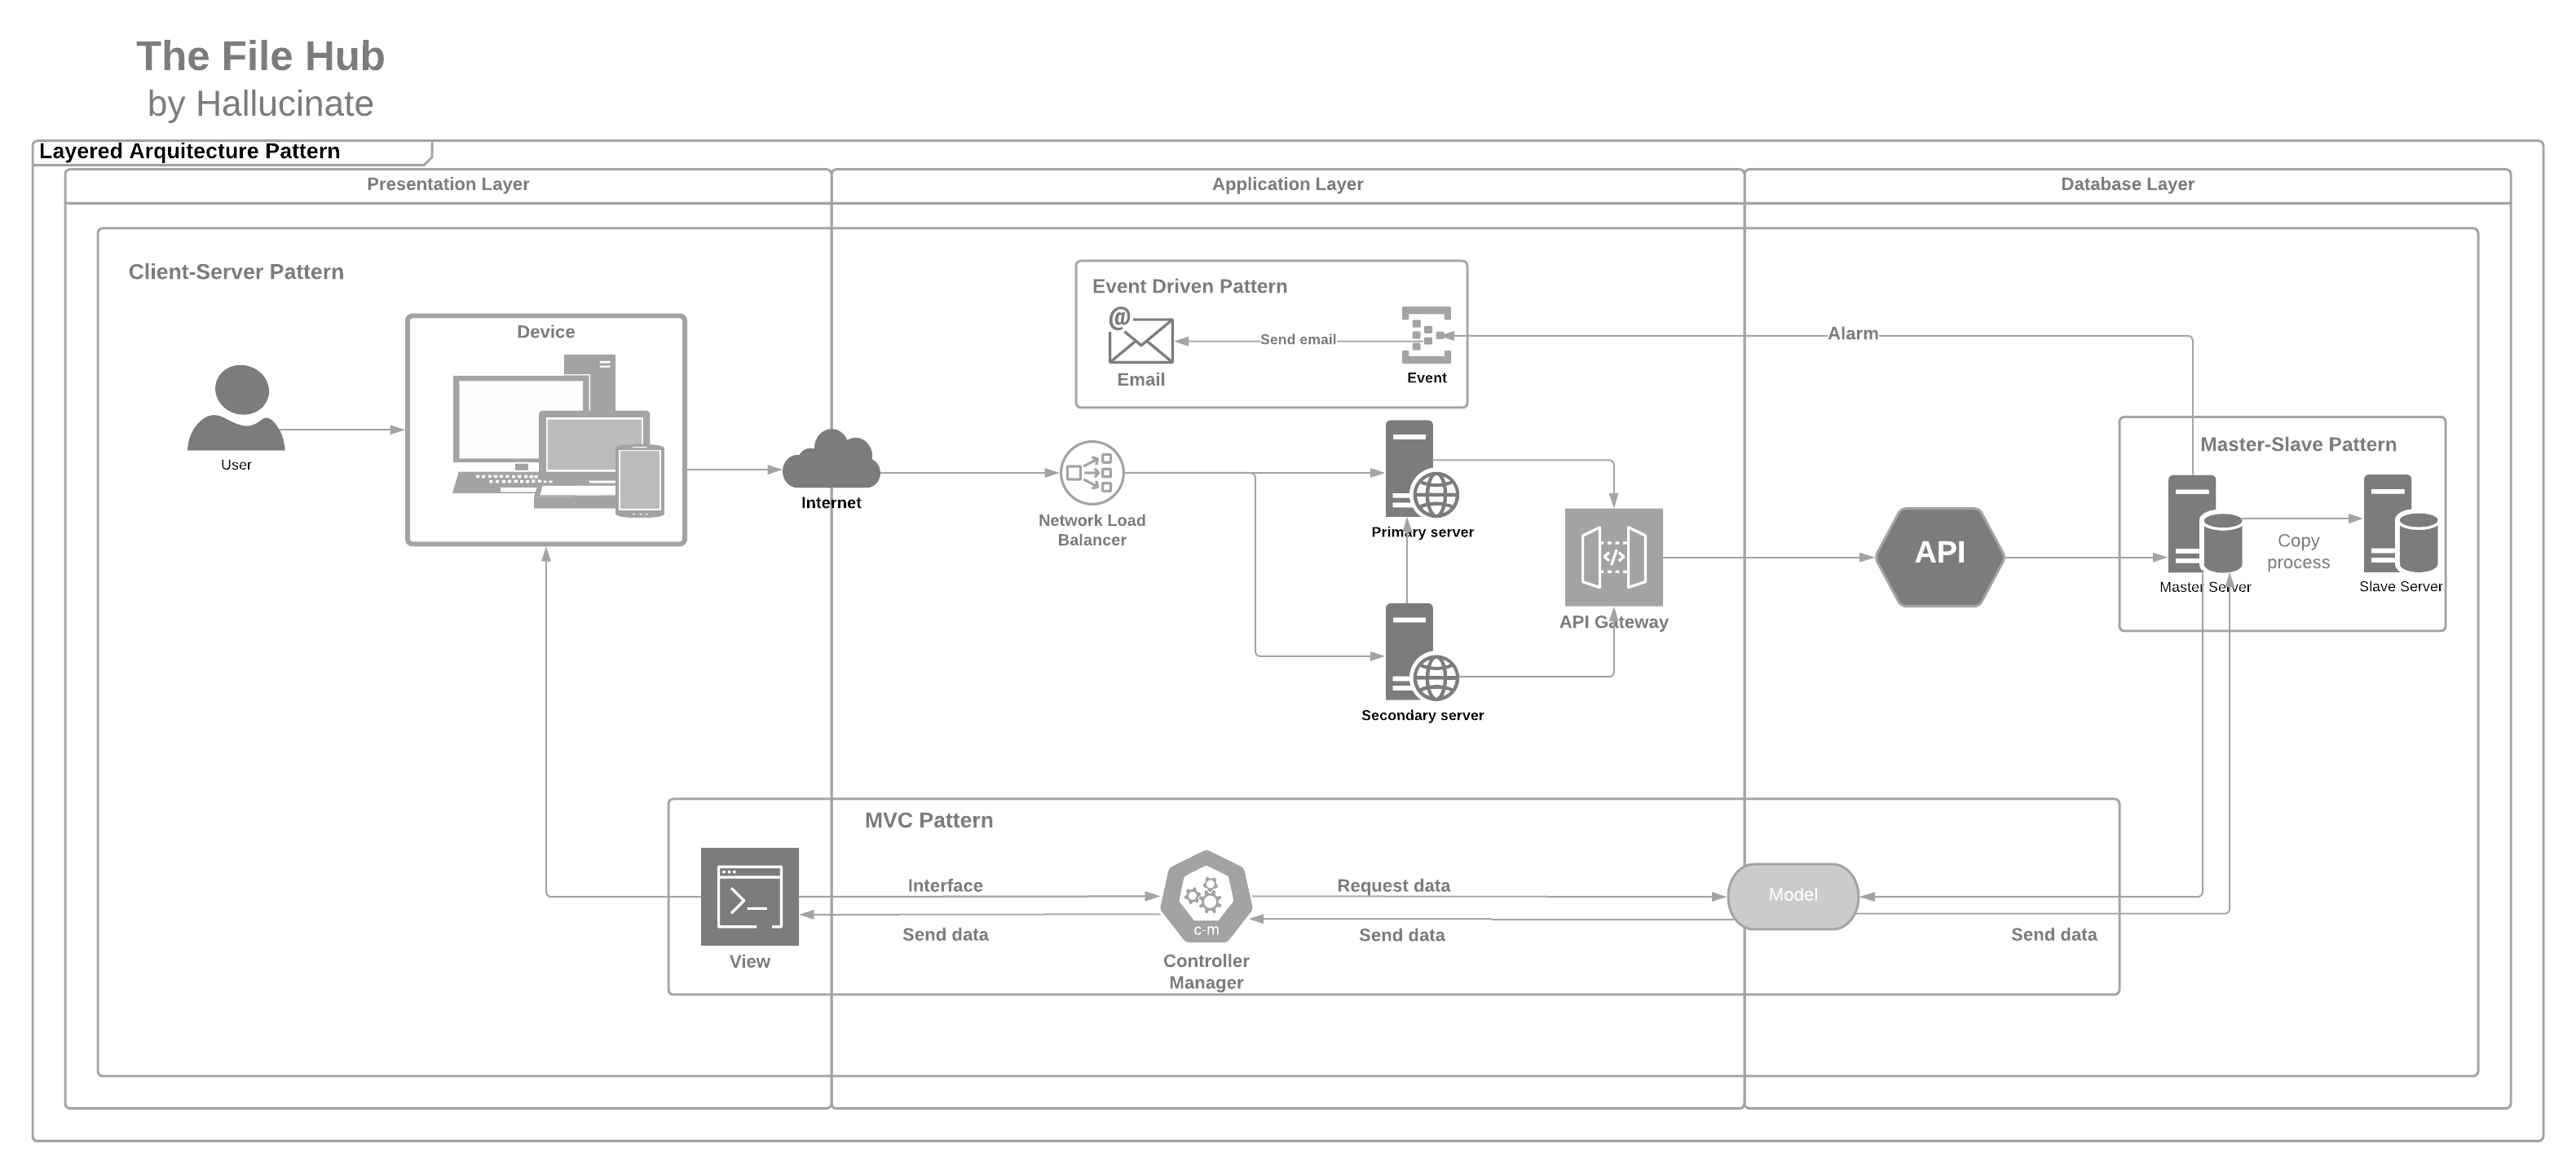 The File Hub
by Hallucinate
Layered Arquitecture Pattern
Presentation Layer
Application Layer
Database Layer
Client-Server Pattern
Device
User
Internet
Event Driven Pattern
@
Send email
Email
Event
Alarm
Network Load
Balancer
Primary server
Secondary server
</>
API Gateway
API
Master-Slave Pattern
Copy
process
Master Server
Slave Server
MVC Pattern
View
Interface
Send data
c-m
Controller
Manager
Request data
Send data
Model
Send data